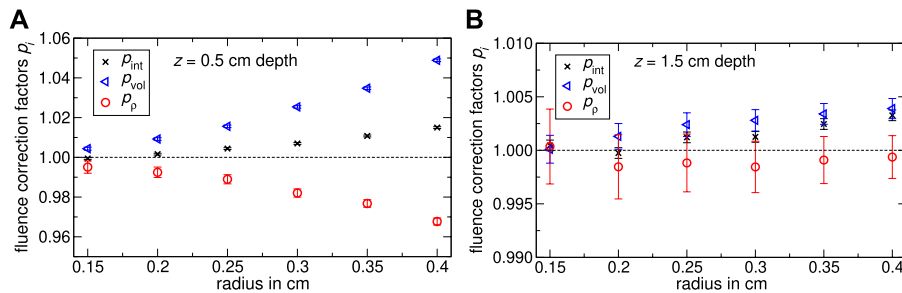 A
fluence correction factors p_i
1.06
1.04
1.02
1.00
0.98
0.96
p_int
p_vol
p_ρ
z = 0.5 cm depth
0.15 0.2 0.25 0.3 0.35 0.4
radius in cm
B
fluence correction factors p_i
1.010
1.005
1.000
0.995
0.990
p_int
p_vol
p_ρ
z = 1.5 cm depth
0.15 0.2 0.25 0.3 0.35 0.4
radius in cm